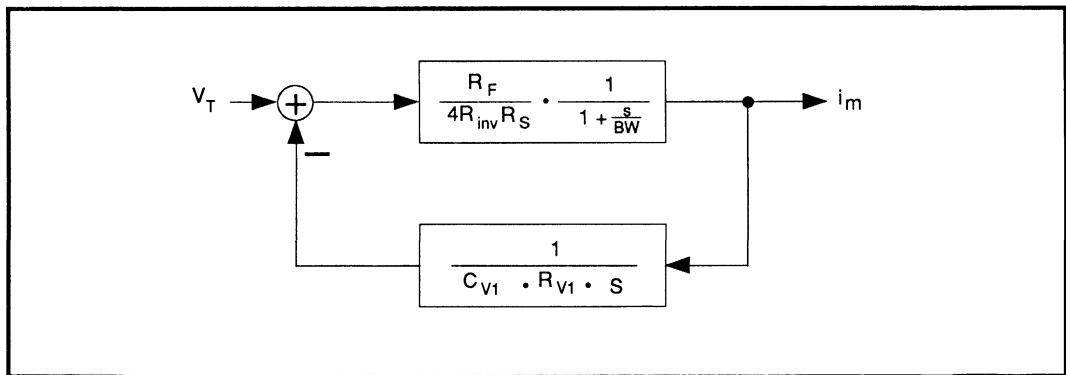 V_T + R_F / 4R_inv R_S • 1 / 1 + s/BW i_m
−
1 / C_V1 • R_V1 • S